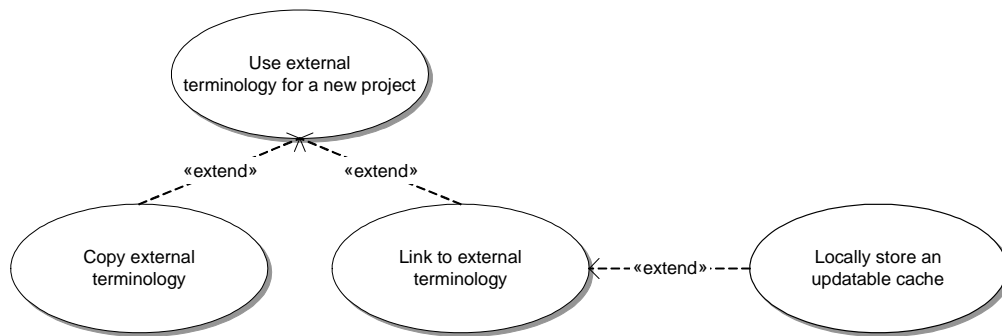 Use external
terminology for a new project
«extend»
«extend»
Copy external
terminology
Link to external
terminology
«extend»
Locally store an
updatable cache